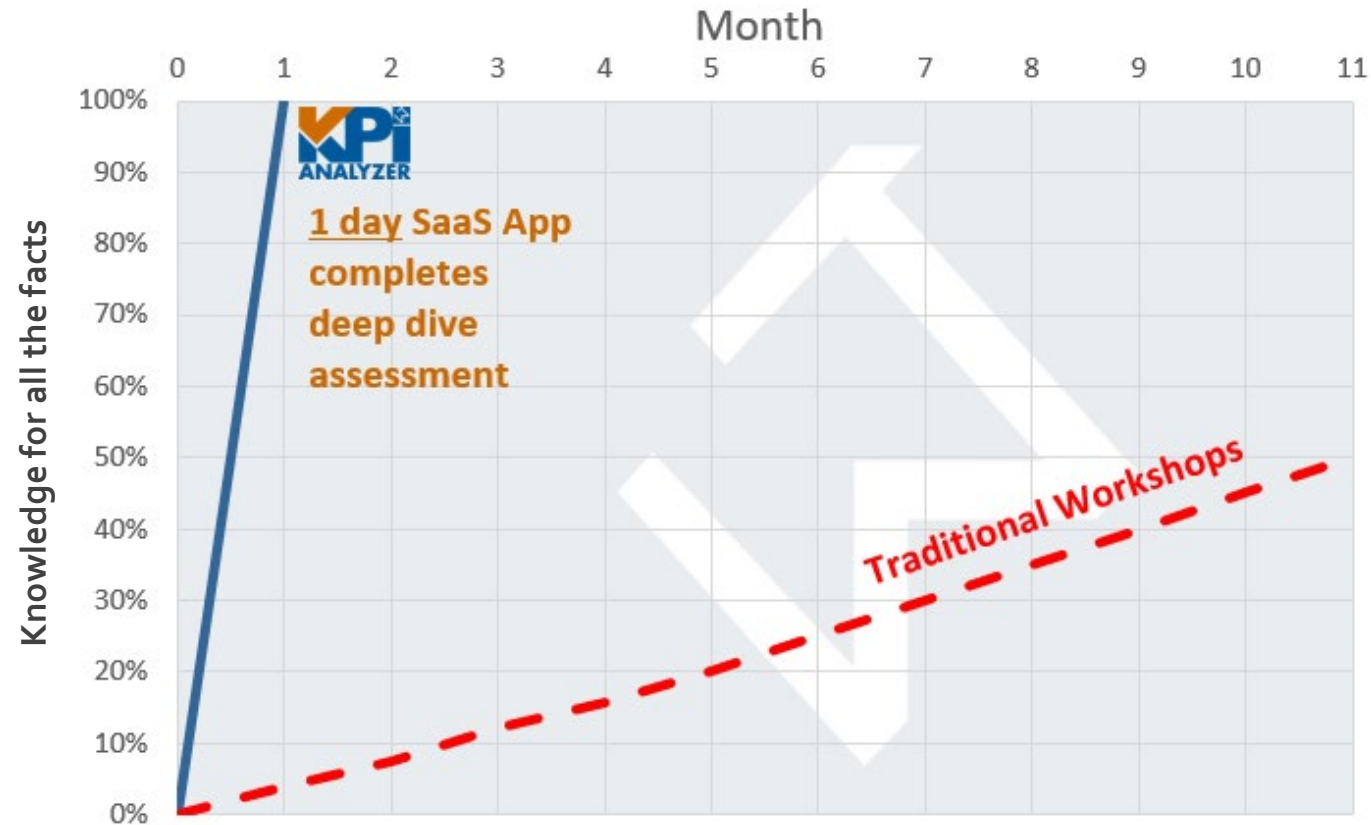 Month
0 1 2 3 4 5 6 7 8 9 10 11
100%
90%
80%
70%
60%
50%
40%
30%
20%
10%
0%
Knowledge for all the facts
KPi
ANALYZER
1 day SaaS App
completes
deep dive
assessment
Traditional Workshops